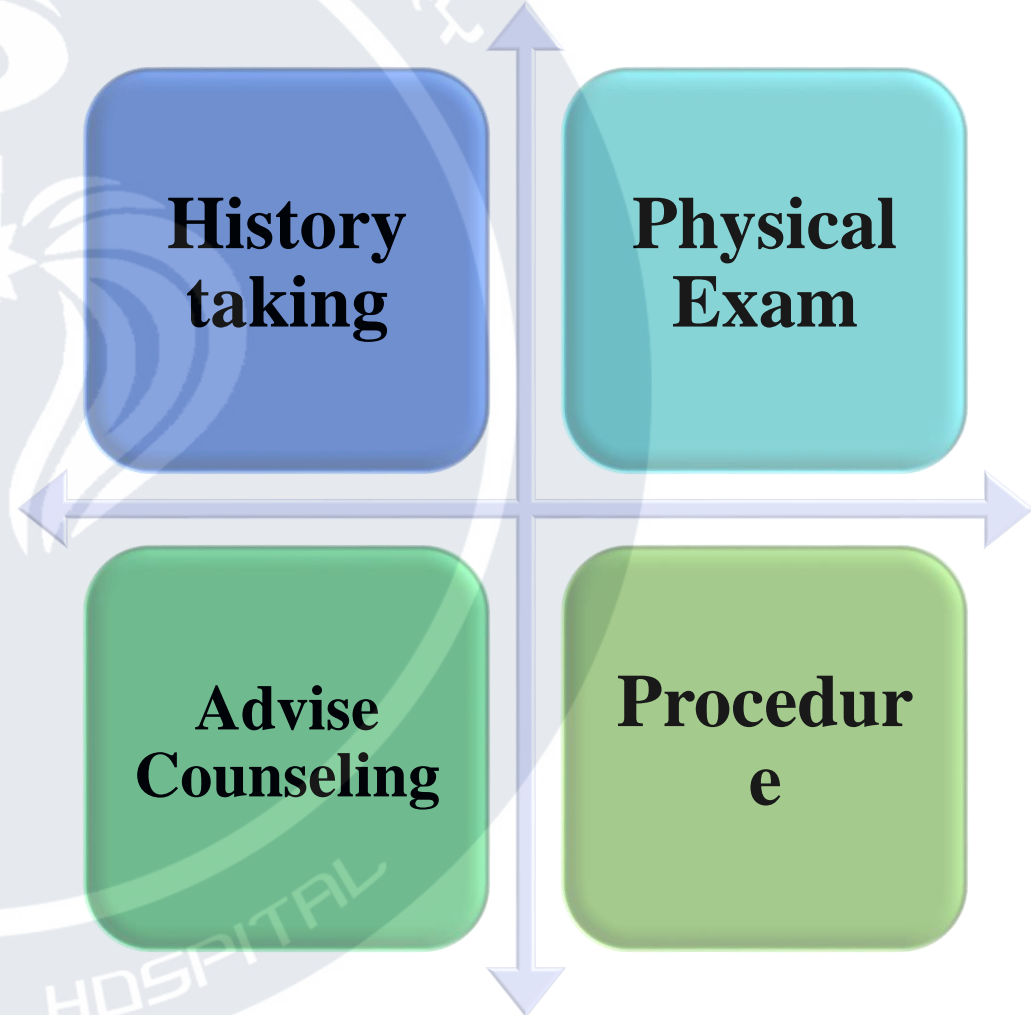 History
taking
Physical
Exam
Advise
Counseling
Procedur
e
HOSPITAL